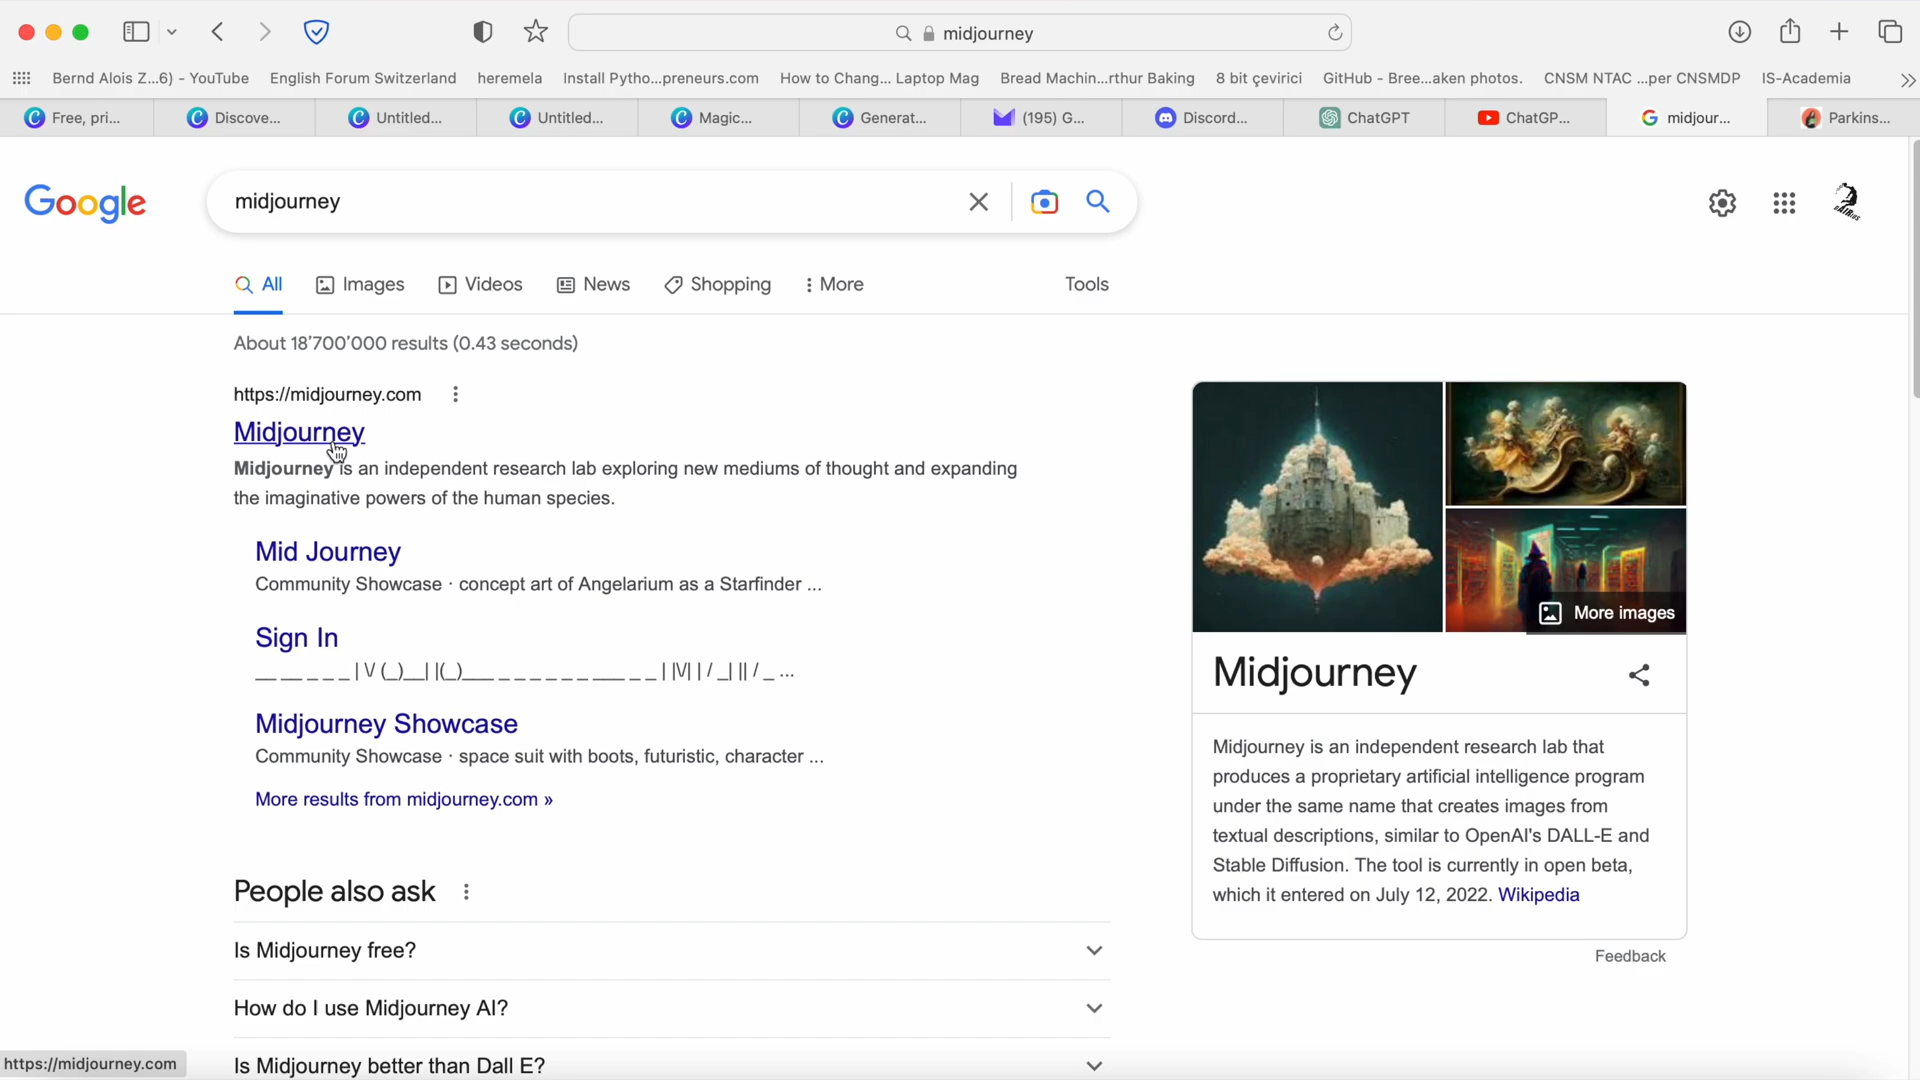 midjourney
Bernd Alois Z...6) - YouTube English Forum Switzerland heremela Install Pytho...preneurs.com How to Chang... Laptop Mag Bread Machin...rthur Baking 8 bit çevirici GitHub - Bree...aken photos. CNSM NTAC ...per CNSMDP IS-Academia
Free, pri... Discove... Untitled... Untitled... Magic... Generat... (195) G... Discord... ChatGPT ChatGP... midjour... Parkins...
Google
midjourney
All Images Videos News Shopping More Tools
About 18'700'000 results (0.43 seconds)
https://midjourney.com
Midjourney
Midjourney is an independent research lab exploring new mediums of thought and expanding
the imaginative powers of the human species.
Mid Journey
Community Showcase · concept art of Angelarium as a Starfinder ...
Sign In
__ __ _ _ _ | \/ (_)__| |(_)___ _ _ _ _ _ _ ___ _ _ | |\/| | / _| || / _ ...
Midjourney Showcase
Community Showcase · space suit with boots, futuristic, character ...
More results from midjourney.com »
People also ask
Is Midjourney free?
How do I use Midjourney AI?
Is Midjourney better than Dall E?
More images
Midjourney
Midjourney is an independent research lab that
produces a proprietary artificial intelligence program
under the same name that creates images from
textual descriptions, similar to OpenAI's DALL-E and
Stable Diffusion. The tool is currently in open beta,
which it entered on July 12, 2022. Wikipedia
Feedback
https://midjourney.com